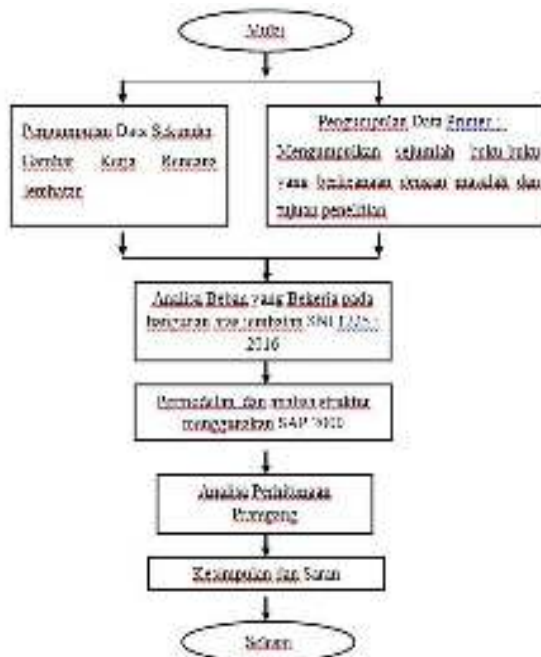 Mulai
Pengumpulan Data Sekunder
Gambar Kerja Rencana
Jembatan
Pengumpulan Data Primer :
Mengumpulkan sejumlah buku-buku
yang berkenaan dengan masalah dan
tujuan penelitian
Analisa Beban yang Bekerja pada
bangunan atas jembatan SNI 1725 :
2016
Permodelan dan analisa struktur
menggunakan SAP 2000
Analisa Perhitungan
Prategang
Kesimpulan dan Saran
Selesai